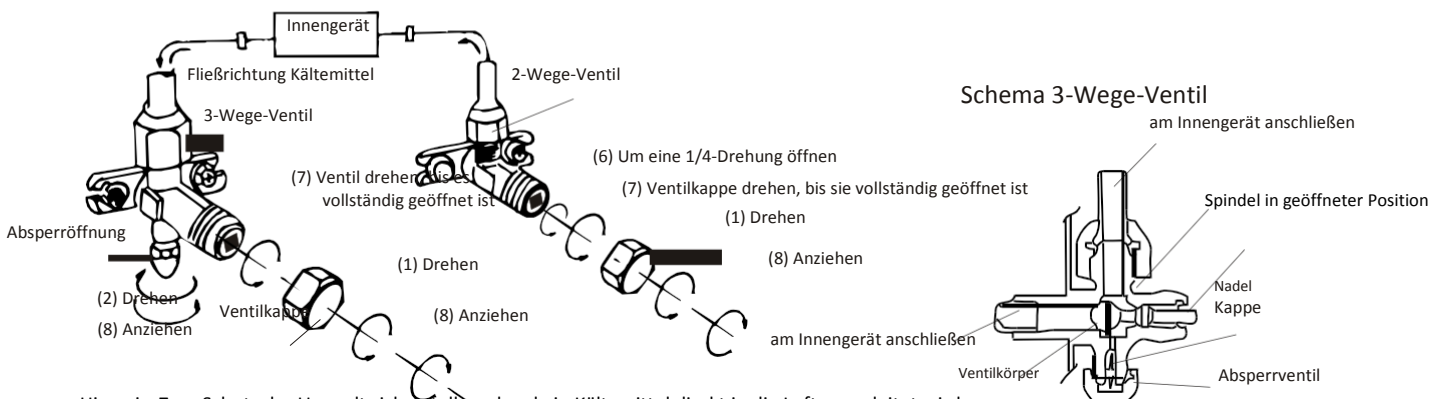 Innengerät
Fließrichtung Kältemittel
2-Wege-Ventil
3-Wege-Ventil
(7) Ventil drehen, bis es
vollständig geöffnet ist
(6) Um eine 1/4-Drehung öffnen
(7) Ventilkappe drehen, bis sie vollständig geöffnet ist
(1) Drehen
(8) Anziehen
Absperröffnung
(2) Drehen
(8) Anziehen
Ventilkappe
(1) Drehen
(8) Anziehen
Schema 3-Wege-Ventil
am Innengerät anschließen
Spindel in geöffneter Position
Nadel
Kappe
am Innengerät anschließen
Ventilkörper
Absperrventil